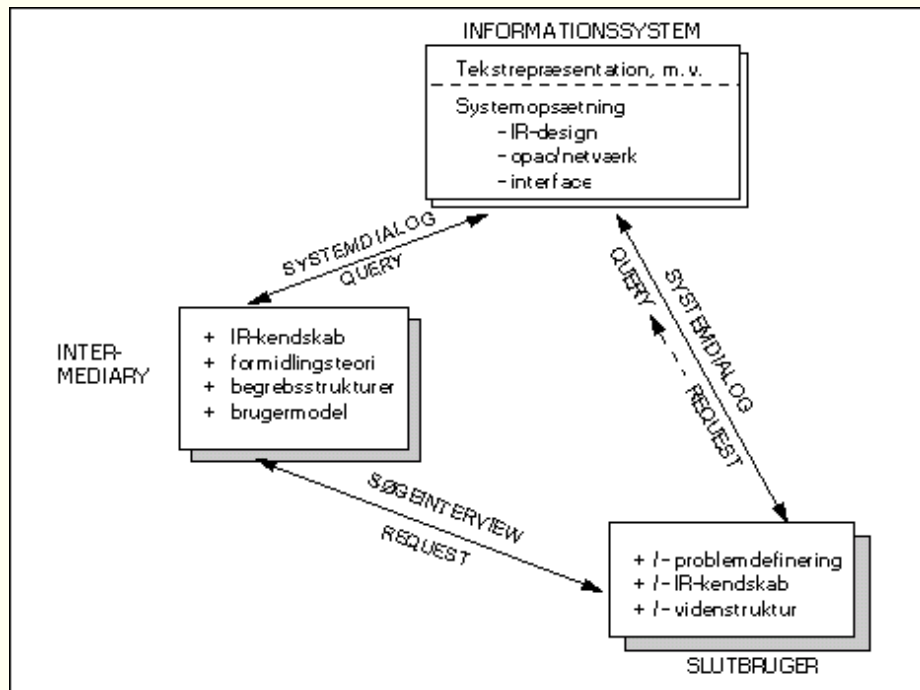 INFORMATIONSSYSTEM
Tekstrepræsentation, m.v.
Systemopsætning
- IR-design
- opac/netværk
- interface
SYSTEMDIALOG
QUERY
SYSTEMDIALOG
QUERY
REQUEST
INTER-
MEDIARY
+ IR-kendskab
+ formidlingsteori
+ begrebsstrukturer
+ brugermodel
SØGEINTERVIEW
REQUEST
+ /- problemdefinering
+ /- IR-kendskab
+ /- videnstruktur
SLUTBRUGER